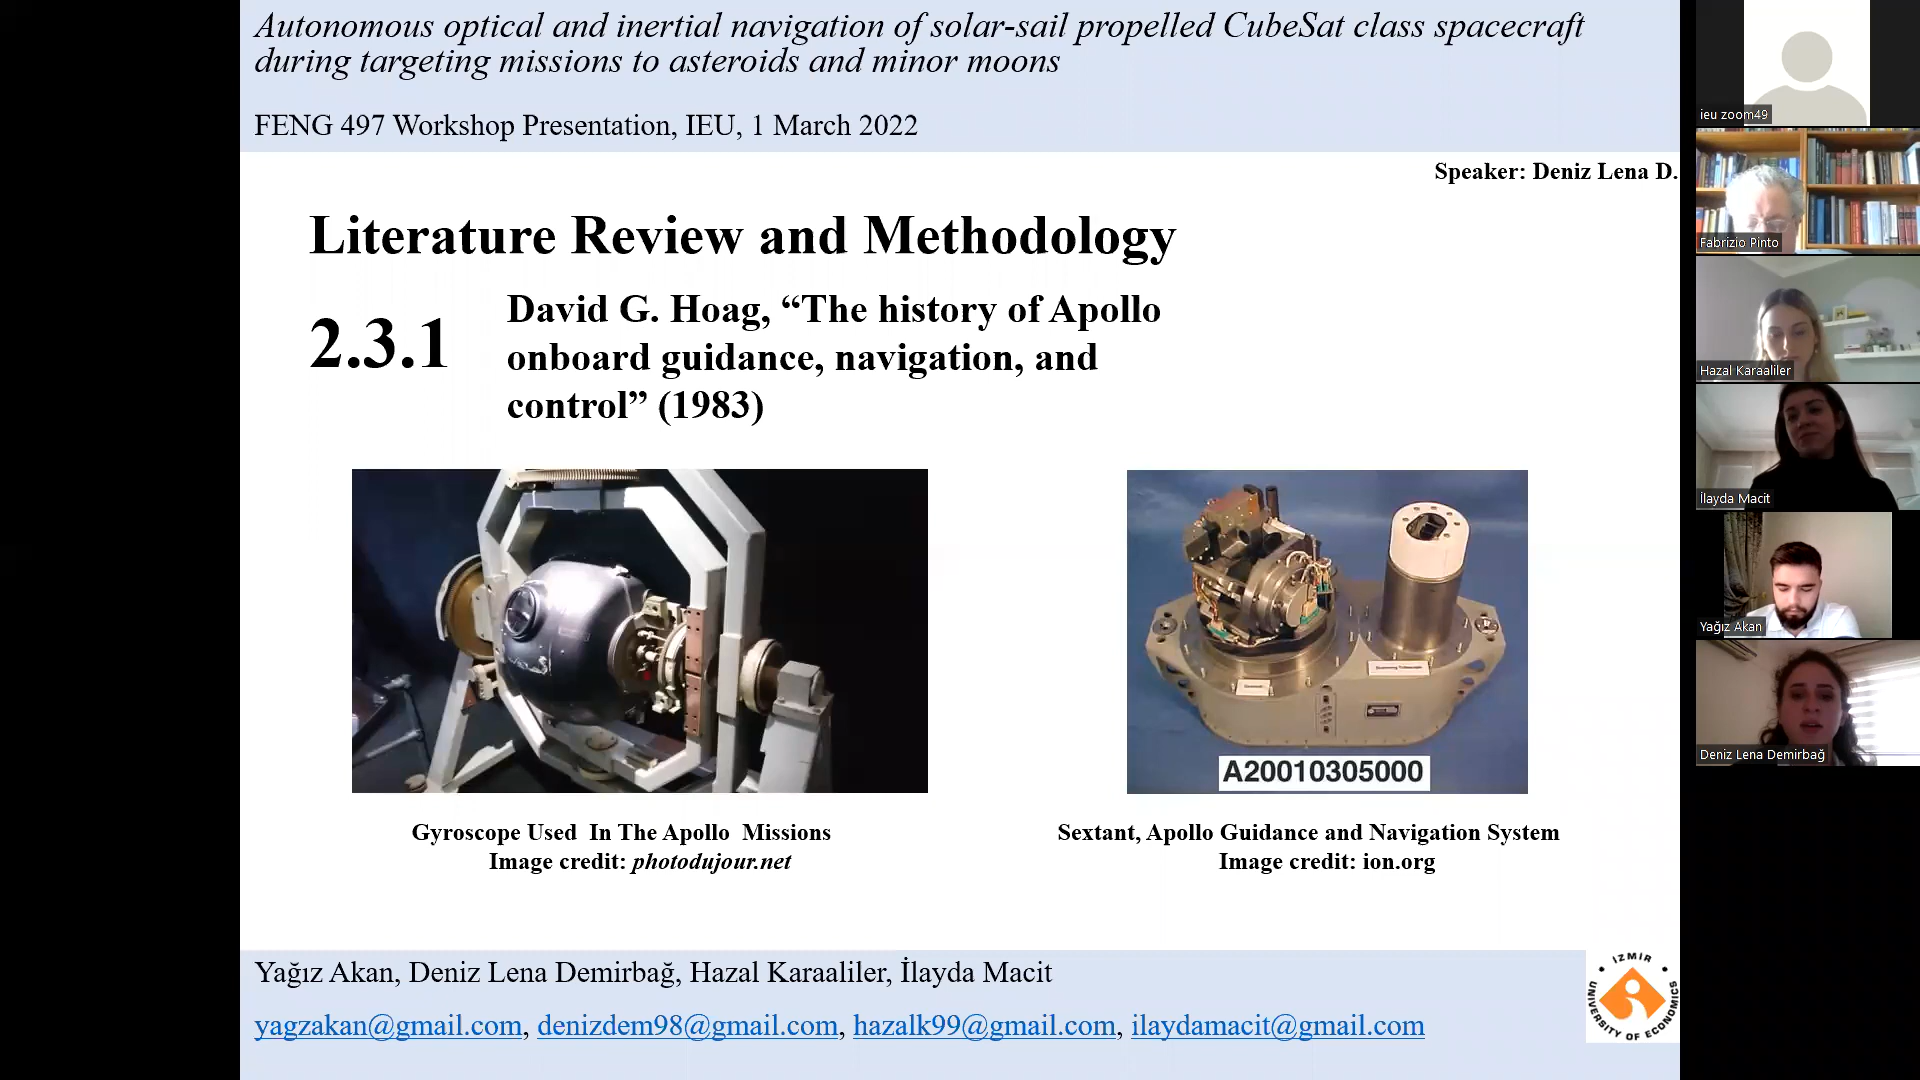 Autonomous optical and inertial navigation of solar-sail propelled CubeSat class spacecraft
during targeting missions to asteroids and minor moons
FENG 497 Workshop Presentation, IEU, 1 March 2022
Speaker: Deniz Lena D.
Literature Review and Methodology
2.3.1
David G. Hoag, “The history of Apollo
onboard guidance, navigation, and
control” (1983)
A20010305000
Gyroscope Used In The Apollo Missions
Image credit: photodujour.net
Sextant, Apollo Guidance and Navigation System
Image credit: ion.org
Yağız Akan, Deniz Lena Demirbağ, Hazal Karaaliler, İlayda Macit
yagzakan@gmail.com, denizdem98@gmail.com, hazalk99@gmail.com, ilaydamacit@gmail.com
IZMIR
UNIVERSITY OF ECONOMICS
ieu zoom49
Fabrizio Pinto
Hazal Karaaliler
İlayda Macit
Yağız Akan
Deniz Lena Demirbağ